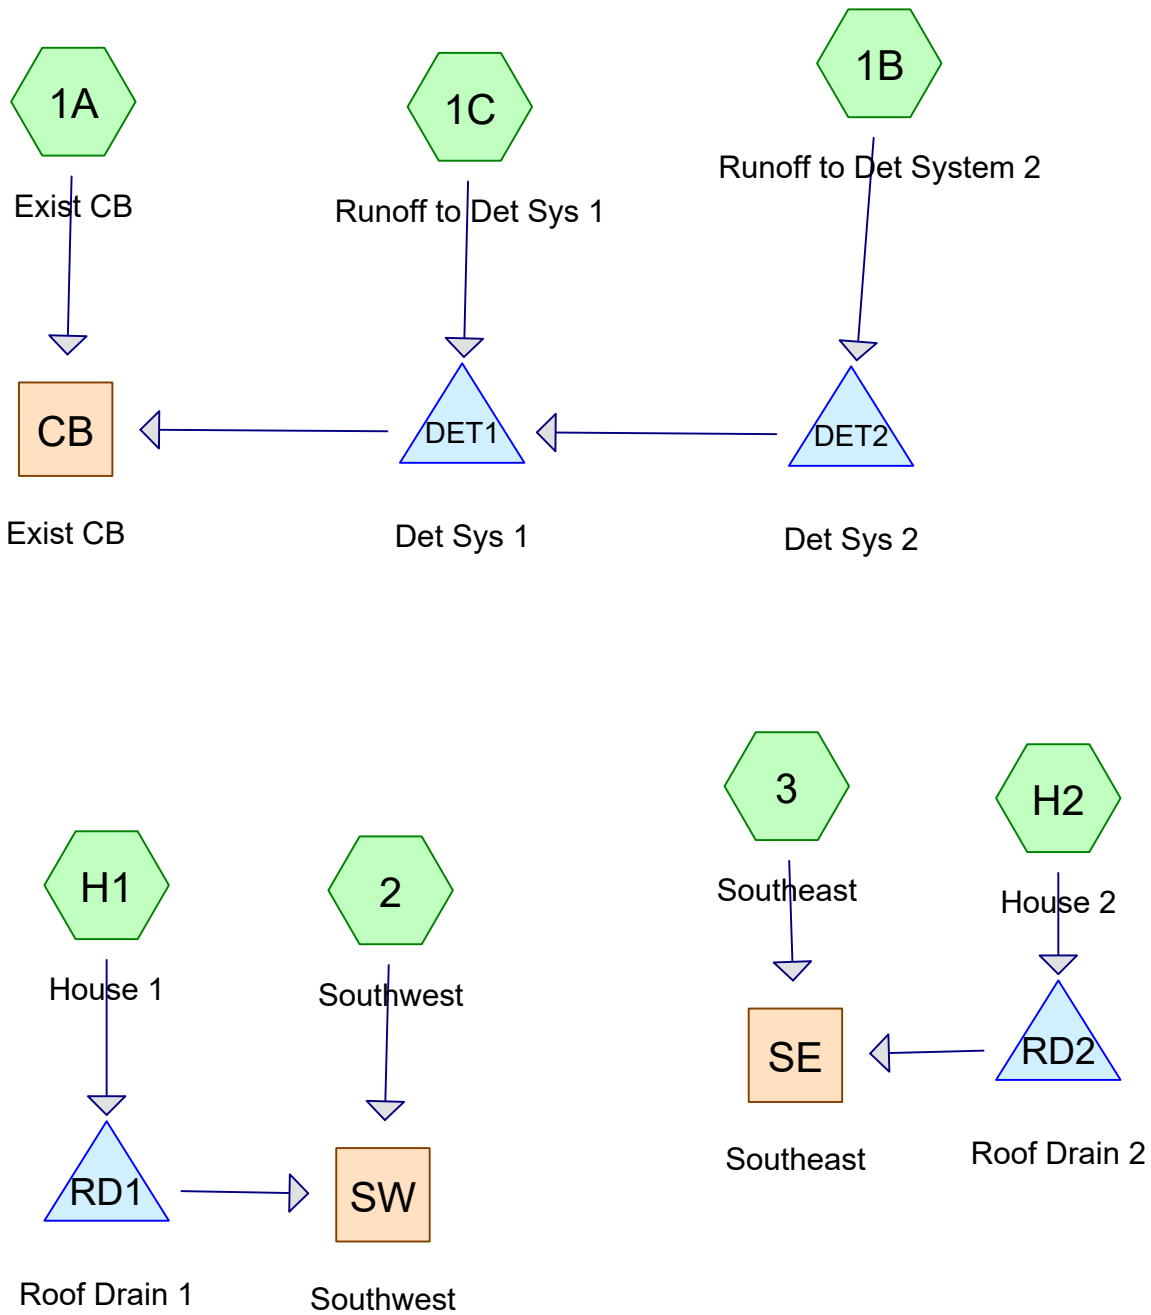 1A
Exist CB
1C
Runoff to Det Sys 1
1B
Runoff to Det System 2
CB
Exist CB
DET1
Det Sys 1
DET2
Det Sys 2
3
Southeast
H2
House 2
H1
House 1
2
Southwest
SE
Southeast
RD2
Roof Drain 2
RD1
Roof Drain 1
SW
Southwest